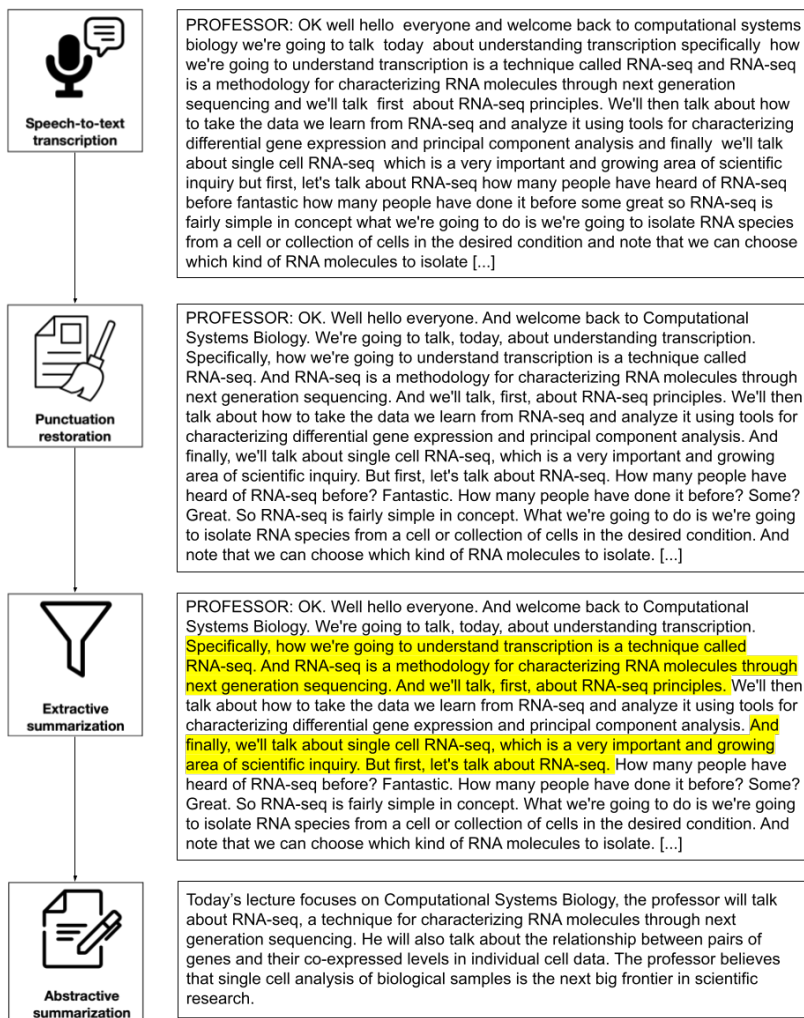 Speech-to-text
transcription
PROFESSOR: OK well hello everyone and welcome back to computational systems
biology we're going to talk today about understanding transcription specifically how
we're going to understand transcription is a technique called RNA-seq and RNA-seq
is a methodology for characterizing RNA molecules through next generation
sequencing and we'll talk first about RNA-seq principles. We'll then talk about how
to take the data we learn from RNA-seq and analyze it using tools for characterizing
differential gene expression and principal component analysis and finally we'll talk
about single cell RNA-seq which is a very important and growing area of scientific
inquiry but first, let's talk about RNA-seq how many people have heard of RNA-seq
before fantastic how many people have done it before some great so RNA-seq is
fairly simple in concept what we're going to do is we're going to isolate RNA species
from a cell or collection of cells in the desired condition and note that we can choose
which kind of RNA molecules to isolate [...]
Punctuation
restoration
PROFESSOR: OK. Well hello everyone. And welcome back to Computational
Systems Biology. We're going to talk, today, about understanding transcription.
Specifically, how we're going to understand transcription is a technique called
RNA-seq. And RNA-seq is a methodology for characterizing RNA molecules through
next generation sequencing. And we'll talk, first, about RNA-seq principles. We'll then
talk about how to take the data we learn from RNA-seq and analyze it using tools for
characterizing differential gene expression and principal component analysis. And
finally, we'll talk about single cell RNA-seq, which is a very important and growing
area of scientific inquiry. But first, let's talk about RNA-seq. How many people have
heard of RNA-seq before? Fantastic. How many people have done it before? Some?
Great. So RNA-seq is fairly simple in concept. What we're going to do is we're going
to isolate RNA species from a cell or collection of cells in the desired condition. And
note that we can choose which kind of RNA molecules to isolate. [...]
Extractive
summarization
PROFESSOR: OK. Well hello everyone. And welcome back to Computational
Systems Biology. We're going to talk, today, about understanding transcription.
Specifically, how we're going to understand transcription is a technique called
RNA-seq. And RNA-seq is a methodology for characterizing RNA molecules through
next generation sequencing. And we'll talk, first, about RNA-seq principles. We'll then
talk about how to take the data we learn from RNA-seq and analyze it using tools for
characterizing differential gene expression and principal component analysis. And
finally, we'll talk about single cell RNA-seq, which is a very important and growing
area of scientific inquiry. But first, let's talk about RNA-seq. How many people have
heard of RNA-seq before? Fantastic. How many people have done it before? Some?
Great. So RNA-seq is fairly simple in concept. What we're going to do is we're going
to isolate RNA species from a cell or collection of cells in the desired condition. And
note that we can choose which kind of RNA molecules to isolate. [...]
Abstractive
summarization
Today's lecture focuses on Computational Systems Biology, the professor will talk
about RNA-seq, a technique for characterizing RNA molecules through next
generation sequencing. He will also talk about the relationship between pairs of
genes and their co-expressed levels in individual cell data. The professor believes
that single cell analysis of biological samples is the next big frontier in scientific
research.